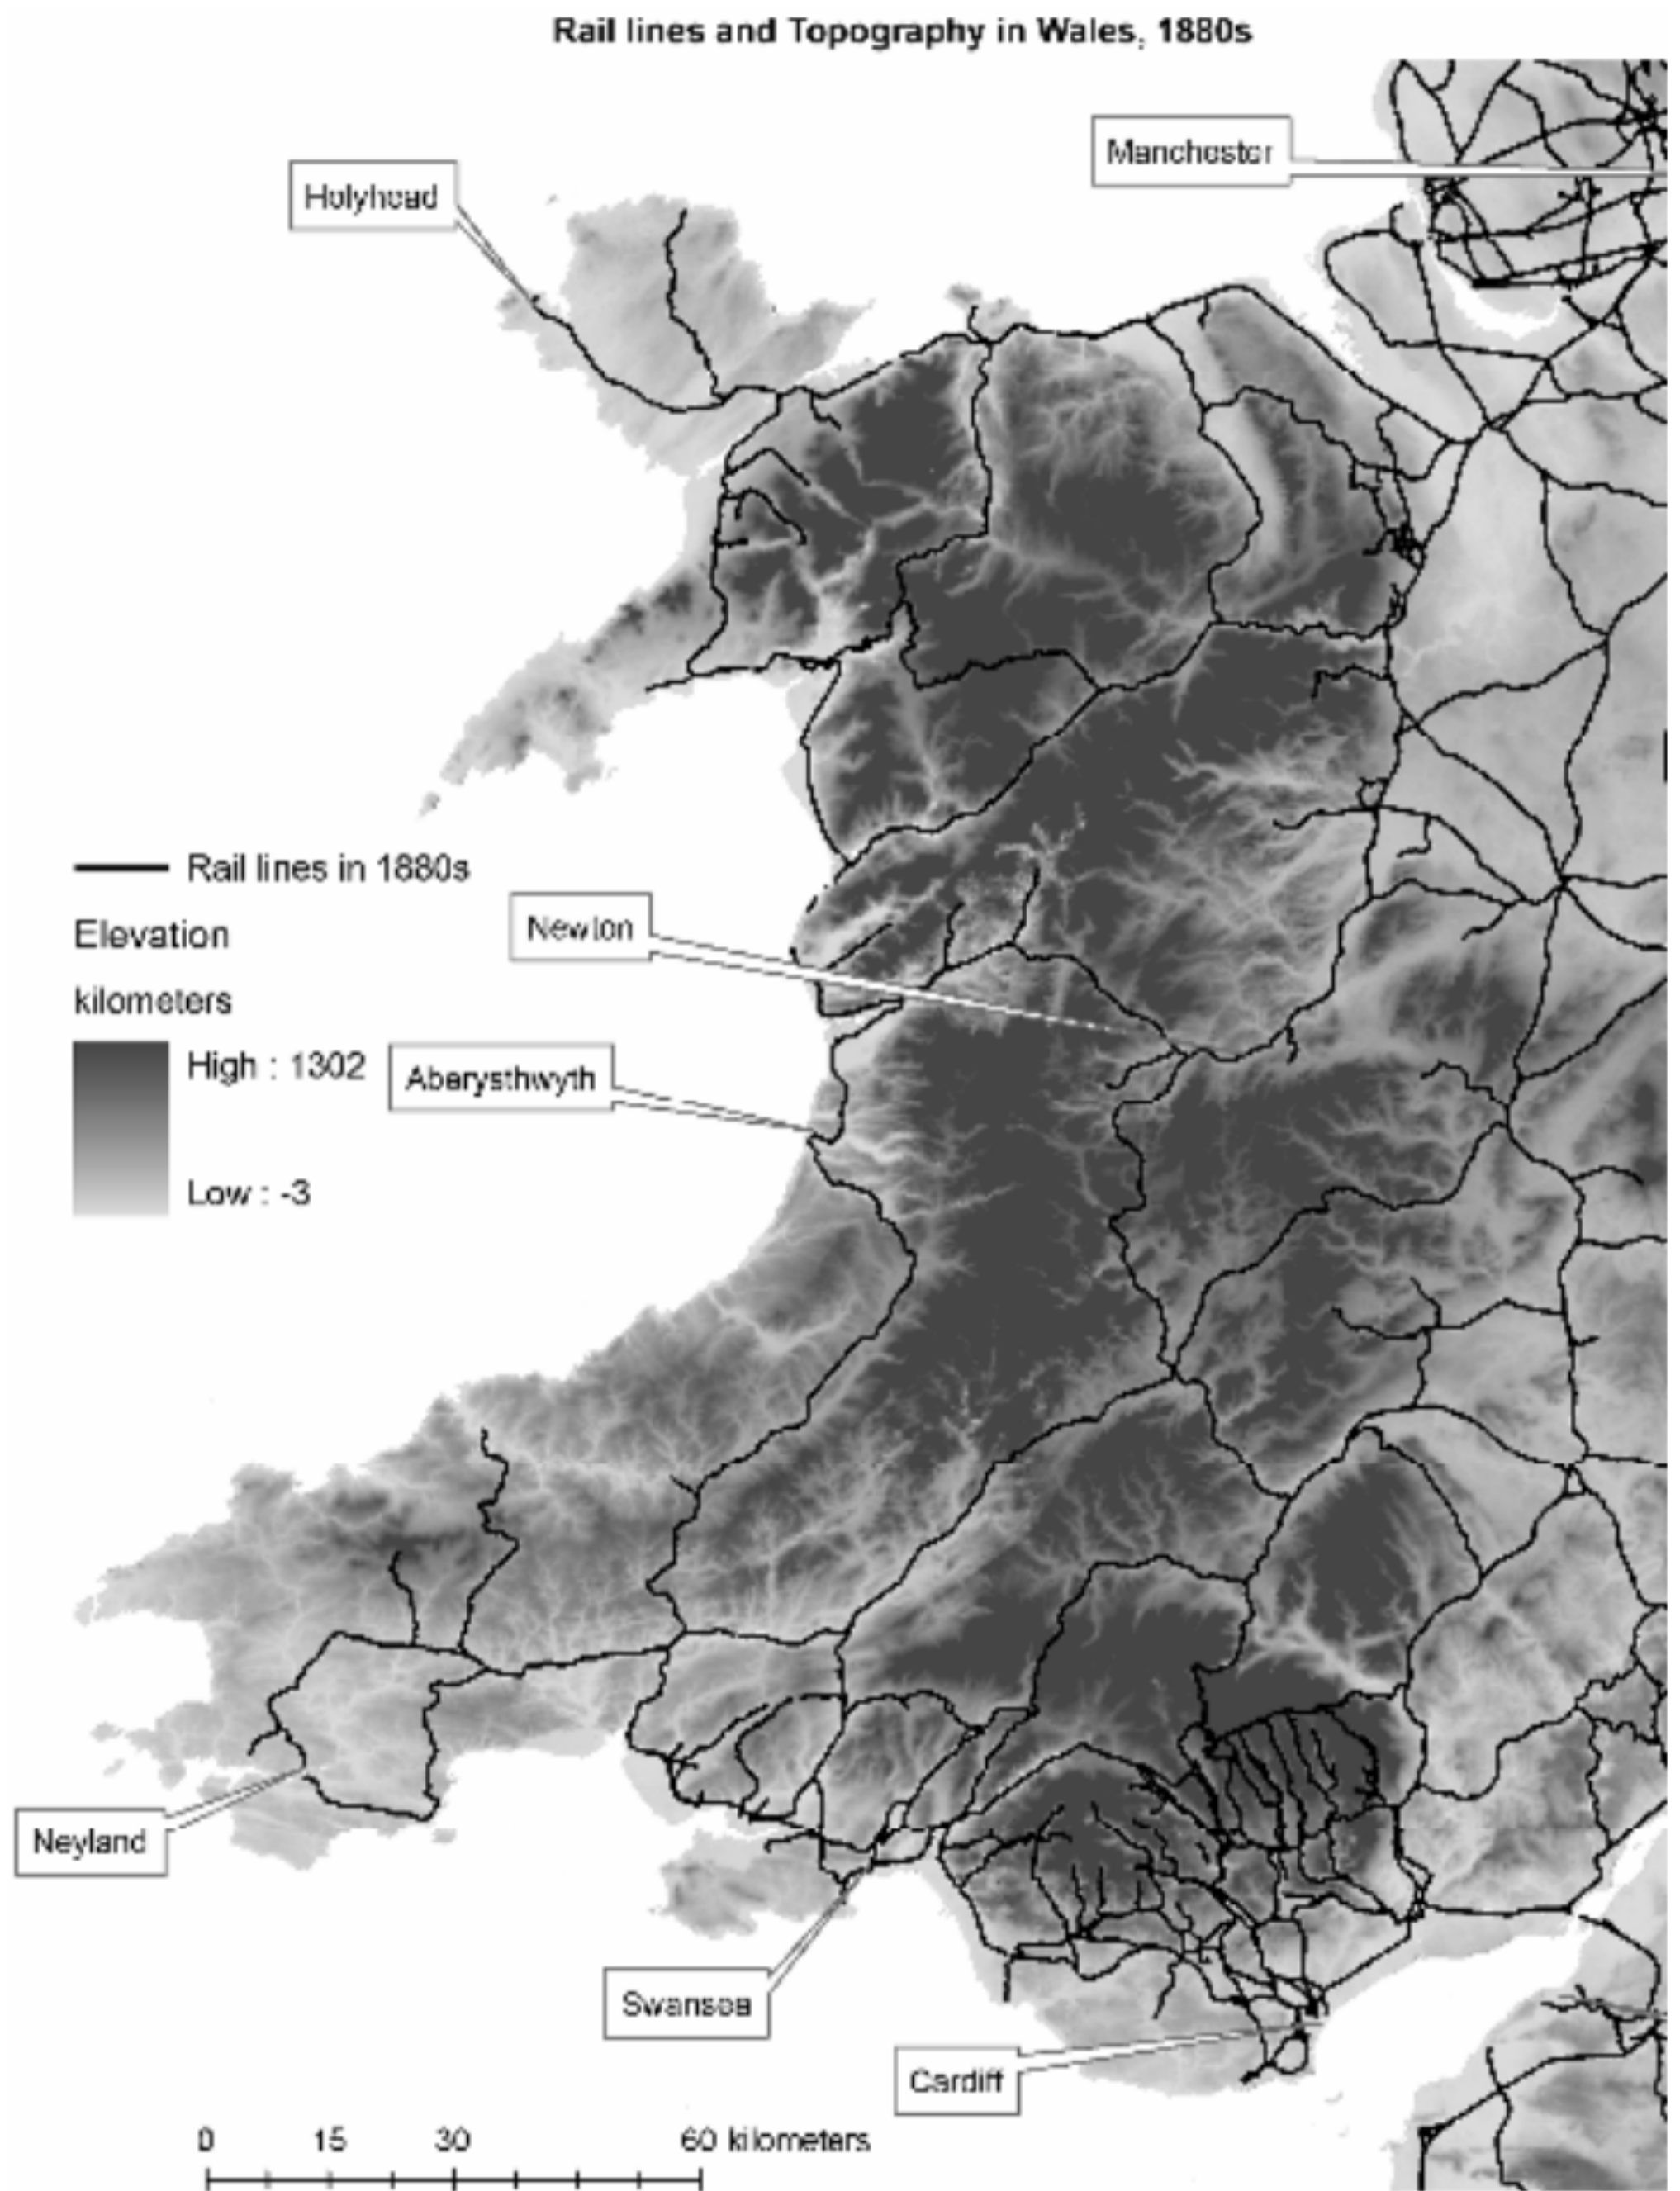 Rail lines and Topography in Wales, 1880s
Manchester
Holyhead
Rail lines in 1880s
Elevation
kilometers
High : 1302
Low : -3
Newton
Aberysthwyth
Neyland
Swansea
Cardiff
0 15 30 60 kilometers